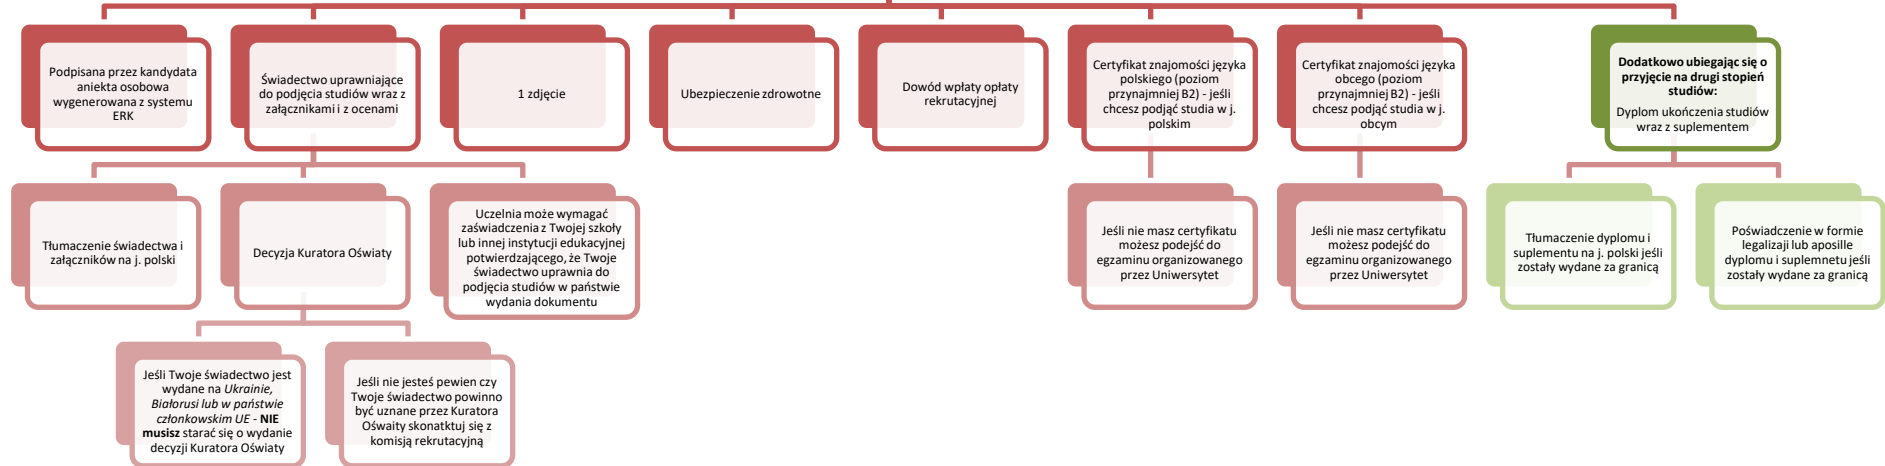 Podpisana przez kandydata
aniekta osobowa
wygenerowana z systemu
ERK
Świadectwo uprawniające
do podjęcia studiów wraz z
załącznikami i z ocenami
1 zdjęcie
Ubezpieczenie zdrowotne
Dowód wpłaty opłaty
rekrutacyjnej
Certyfikat znajomości języka
polskiego (poziom
przynajmniej B2) - jeśli
chcesz podjąć studia w j.
polskim
Certyfikat znajomości języka
obcego (poziom
przynajmniej B2) - jeśli
chcesz podjąć studia w j.
obcym
Dodatkowo ubiegając się o
przyjęcie na drugi stopień
studiów:
Dyplom ukończenia studiów
wraz z suplementem
Tłumaczenie świadectwa i
załączników na j. polski
Decyzja Kuratora Oświaty
Uczelnia może wymagać
zaświadczenia z Twojej szkoły
lub innej instytucji edukacyjnej
potwierdzającego, że Twoje
świadectwo uprawnia do
podjęcia studiów w państwie
wydania dokumentu
Jeśli nie masz certyfikatu
możesz podejść do
egzaminu organizowanego
przez Uniwersytet
Jeśli nie masz certyfikatu
możesz podejść do
egzaminu organizowanego
przez Uniwersytet
Tłumaczenie dyplomu i
suplementu na j. polski jeśli
zostały wydane za granicą
Poświadczenie w formie
legalizaji lub aposille
dyplomu i suplemnetu jeśli
zostały wydane za granicą
Jeśli Twoje świadectwo jest
wydane na Ukrainie,
Białorusi lub w państwie
członkowskim UE - NIE
musisz starać się o wydanie
decyzji Kuratora Oświaty
Jeśli nie jesteś pewien czy
Twoje świadectwo powinno
być uznane przez Kuratora
Ośwaity skonatktuj się z
komisją rekrutacyjną